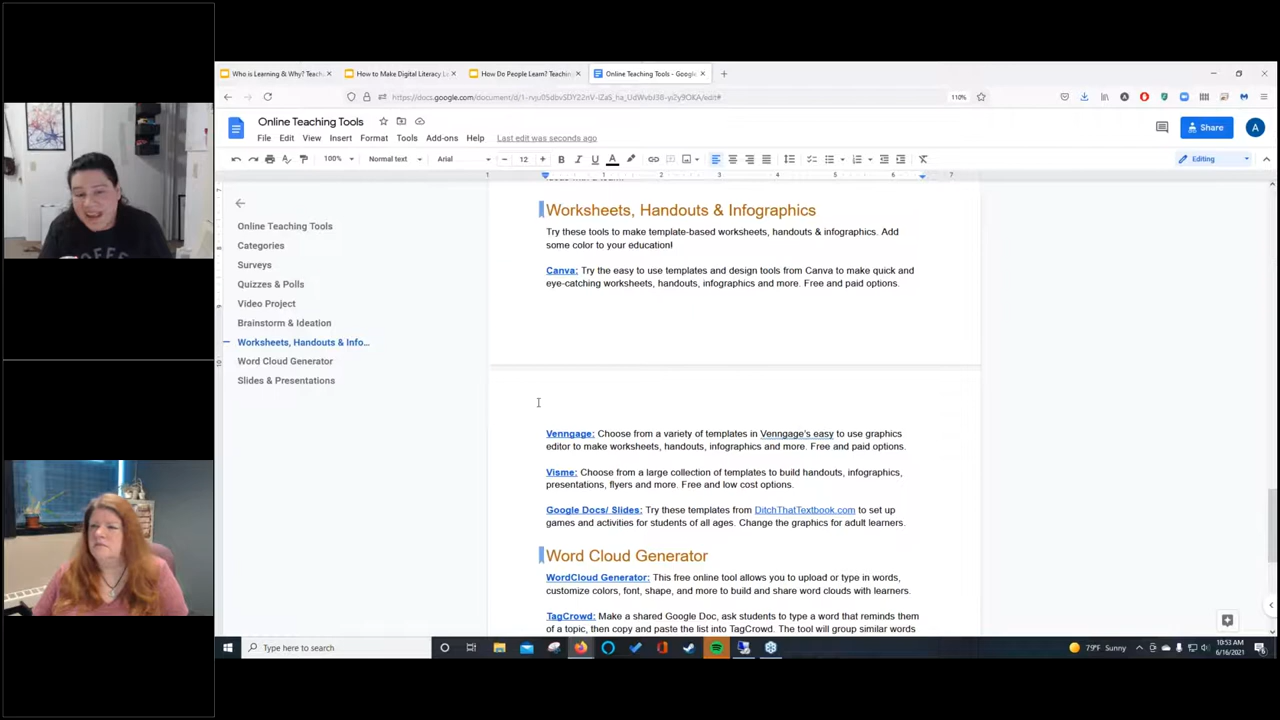 Who is Learning & Why? Teach
How to Make Digital Literacy Le
How Do People Learn? Teaching
Online Teaching Tools - Google
110%
Online Teaching Tools
File Edit View Insert Format Tools Add-ons Help Last edit was seconds ago
Share
A
100% Normal text Arial 12 Editing
1 1 2 3 4 5 6 7
Worksheets, Handouts & Infographics
Try these tools to make template-based worksheets, handouts & infographics. Add
some color to your education!
Canva: Try the easy to use templates and design tools from Canva to make quick and
eye-catching worksheets, handouts, infographics and more. Free and paid options.
Online Teaching Tools
Categories
Surveys
Quizzes & Polls
Video Project
Brainstorm & Ideation
Worksheets, Handouts & Info...
Word Cloud Generator
Slides & Presentations
Venngage: Choose from a variety of templates in Venngage's easy to use graphics
editor to make worksheets, handouts, infographics and more. Free and paid options.
Visme: Choose from a large collection of templates to build handouts, infographics,
presentations, flyers and more. Free and low cost options.
Google Docs/ Slides: Try these templates from DitchThatTextbook.com to set up
games and activities for students of all ages. Change the graphics for adult learners.
Word Cloud Generator
WordCloud Generator: This free online tool allows you to upload or type in words,
customize colors, font, shape, and more to build and share word clouds with learners.
TagCrowd: Make a shared Google Doc, ask students to type a word that reminds them
of a topic, then copy and paste the list into TagCrowd. The tool will group similar words
Type here to search
79°F Sunny
10:53 AM
6/16/2021